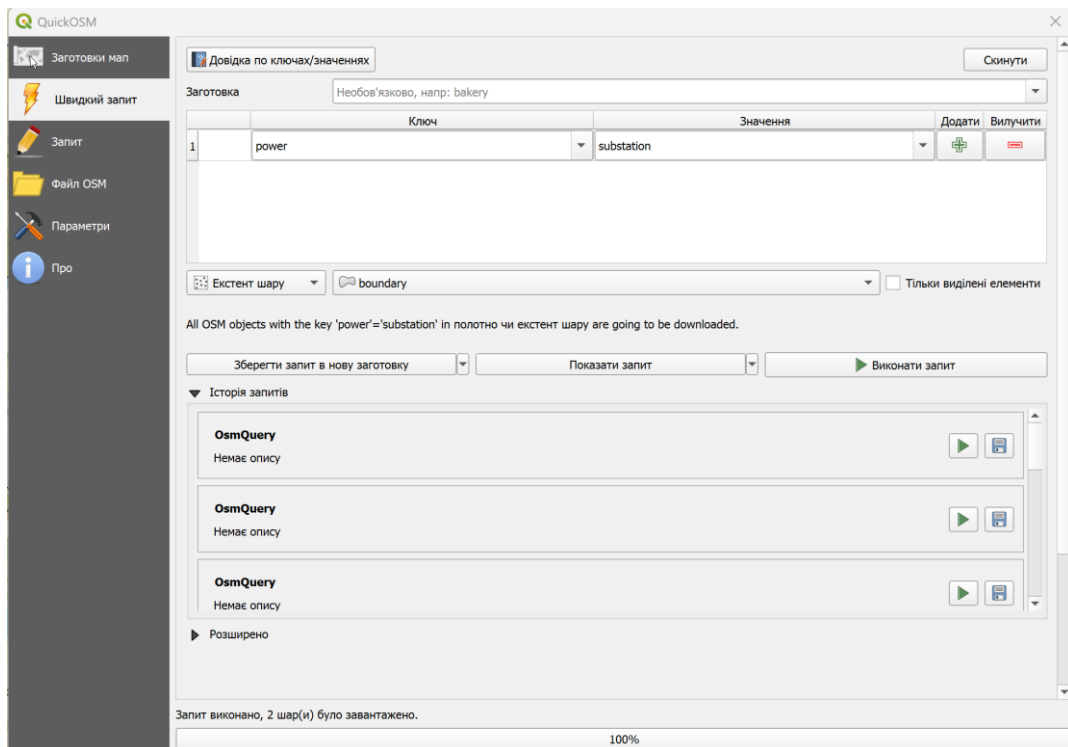 QuickOSM
Заготовки мап
Швидкий запит
Запит
Файл OSM
Параметри
Про
Довідка по ключах/значеннях
Скинути
Заготовка
Необов'язково, напр: bakery
Ключ Значення Додати Вилучити
1 power substation
Екстент шару boundary Тільки виділені елементи
All OSM objects with the key 'power'='substation' in полотно чи екстент шару are going to be downloaded.
Зберегти запит в нову заготовку Показати запит Виконати запит
Історія запитів
OsmQuery
Немає опису
OsmQuery
Немає опису
OsmQuery
Немає опису
Розширено
Запит виконано, 2 шар(и) було завантажено.
100%